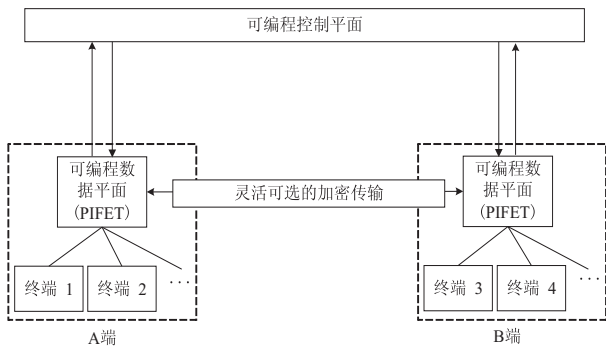 可编程控制平面
可编程数
据平面
(PIFET)
灵活可选的加密传输
可编程数
据平面
(PIFET)
终端 1
终端 2
...
终端 3
终端 4
...
A端
B端